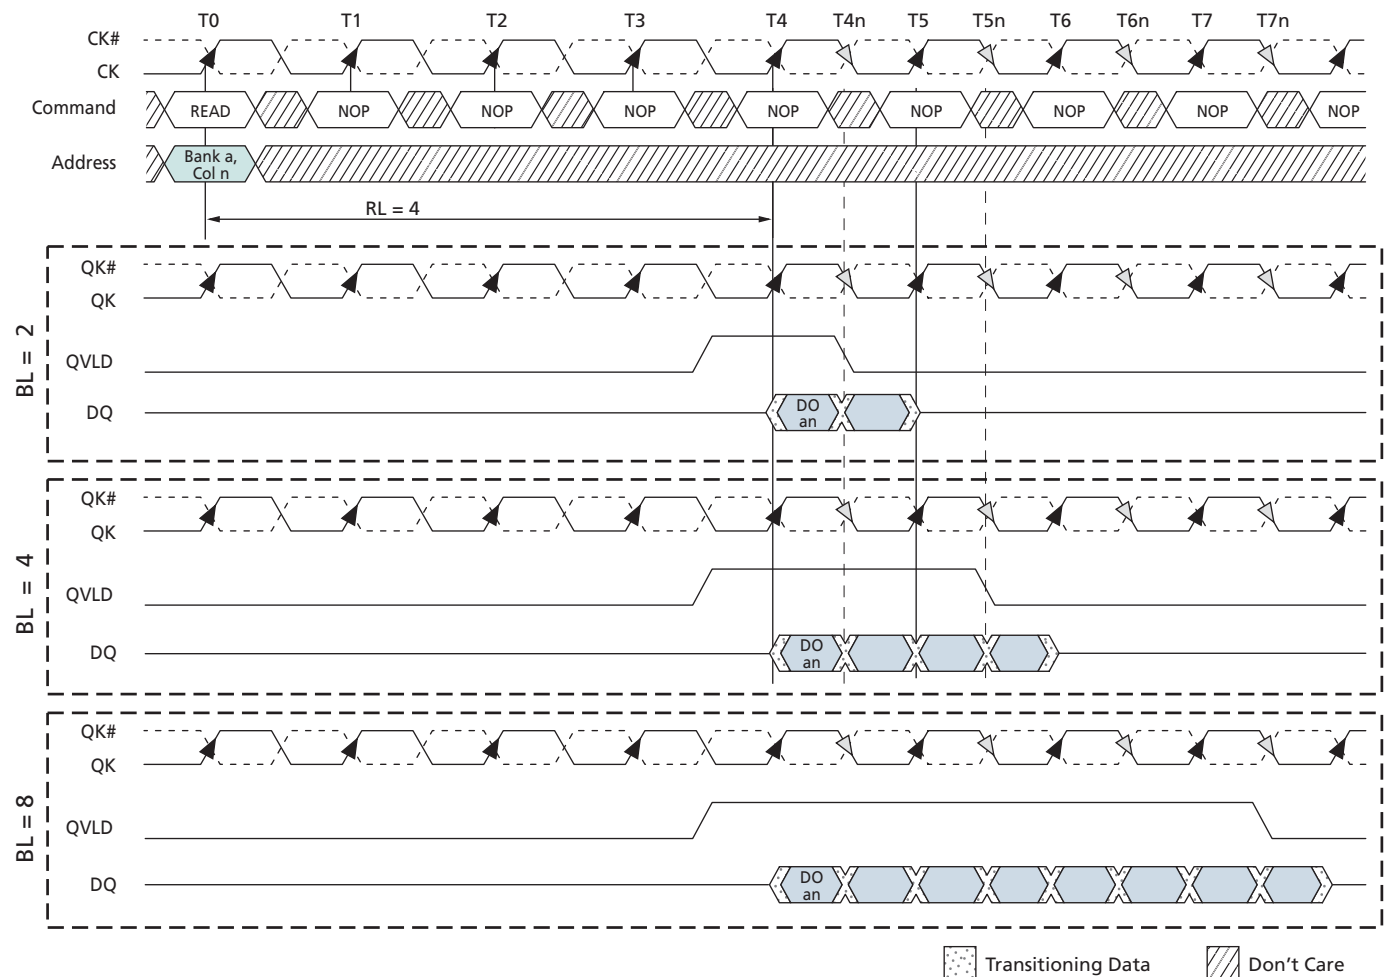 T0 T1 T2 T3 T4 T4n T5 T5n T6 T6n T7 T7n
CK#
CK
Command READ NOP NOP NOP NOP NOP NOP NOP NOP
Address Bank a,
Col n
RL = 4
BL = 2
QK#
QK
QVLD
DQ DO
an
BL = 4
QK#
QK
QVLD
DQ DO
an
BL = 8
QK#
QK
QVLD
DQ DO
an
Transitioning Data Don't Care